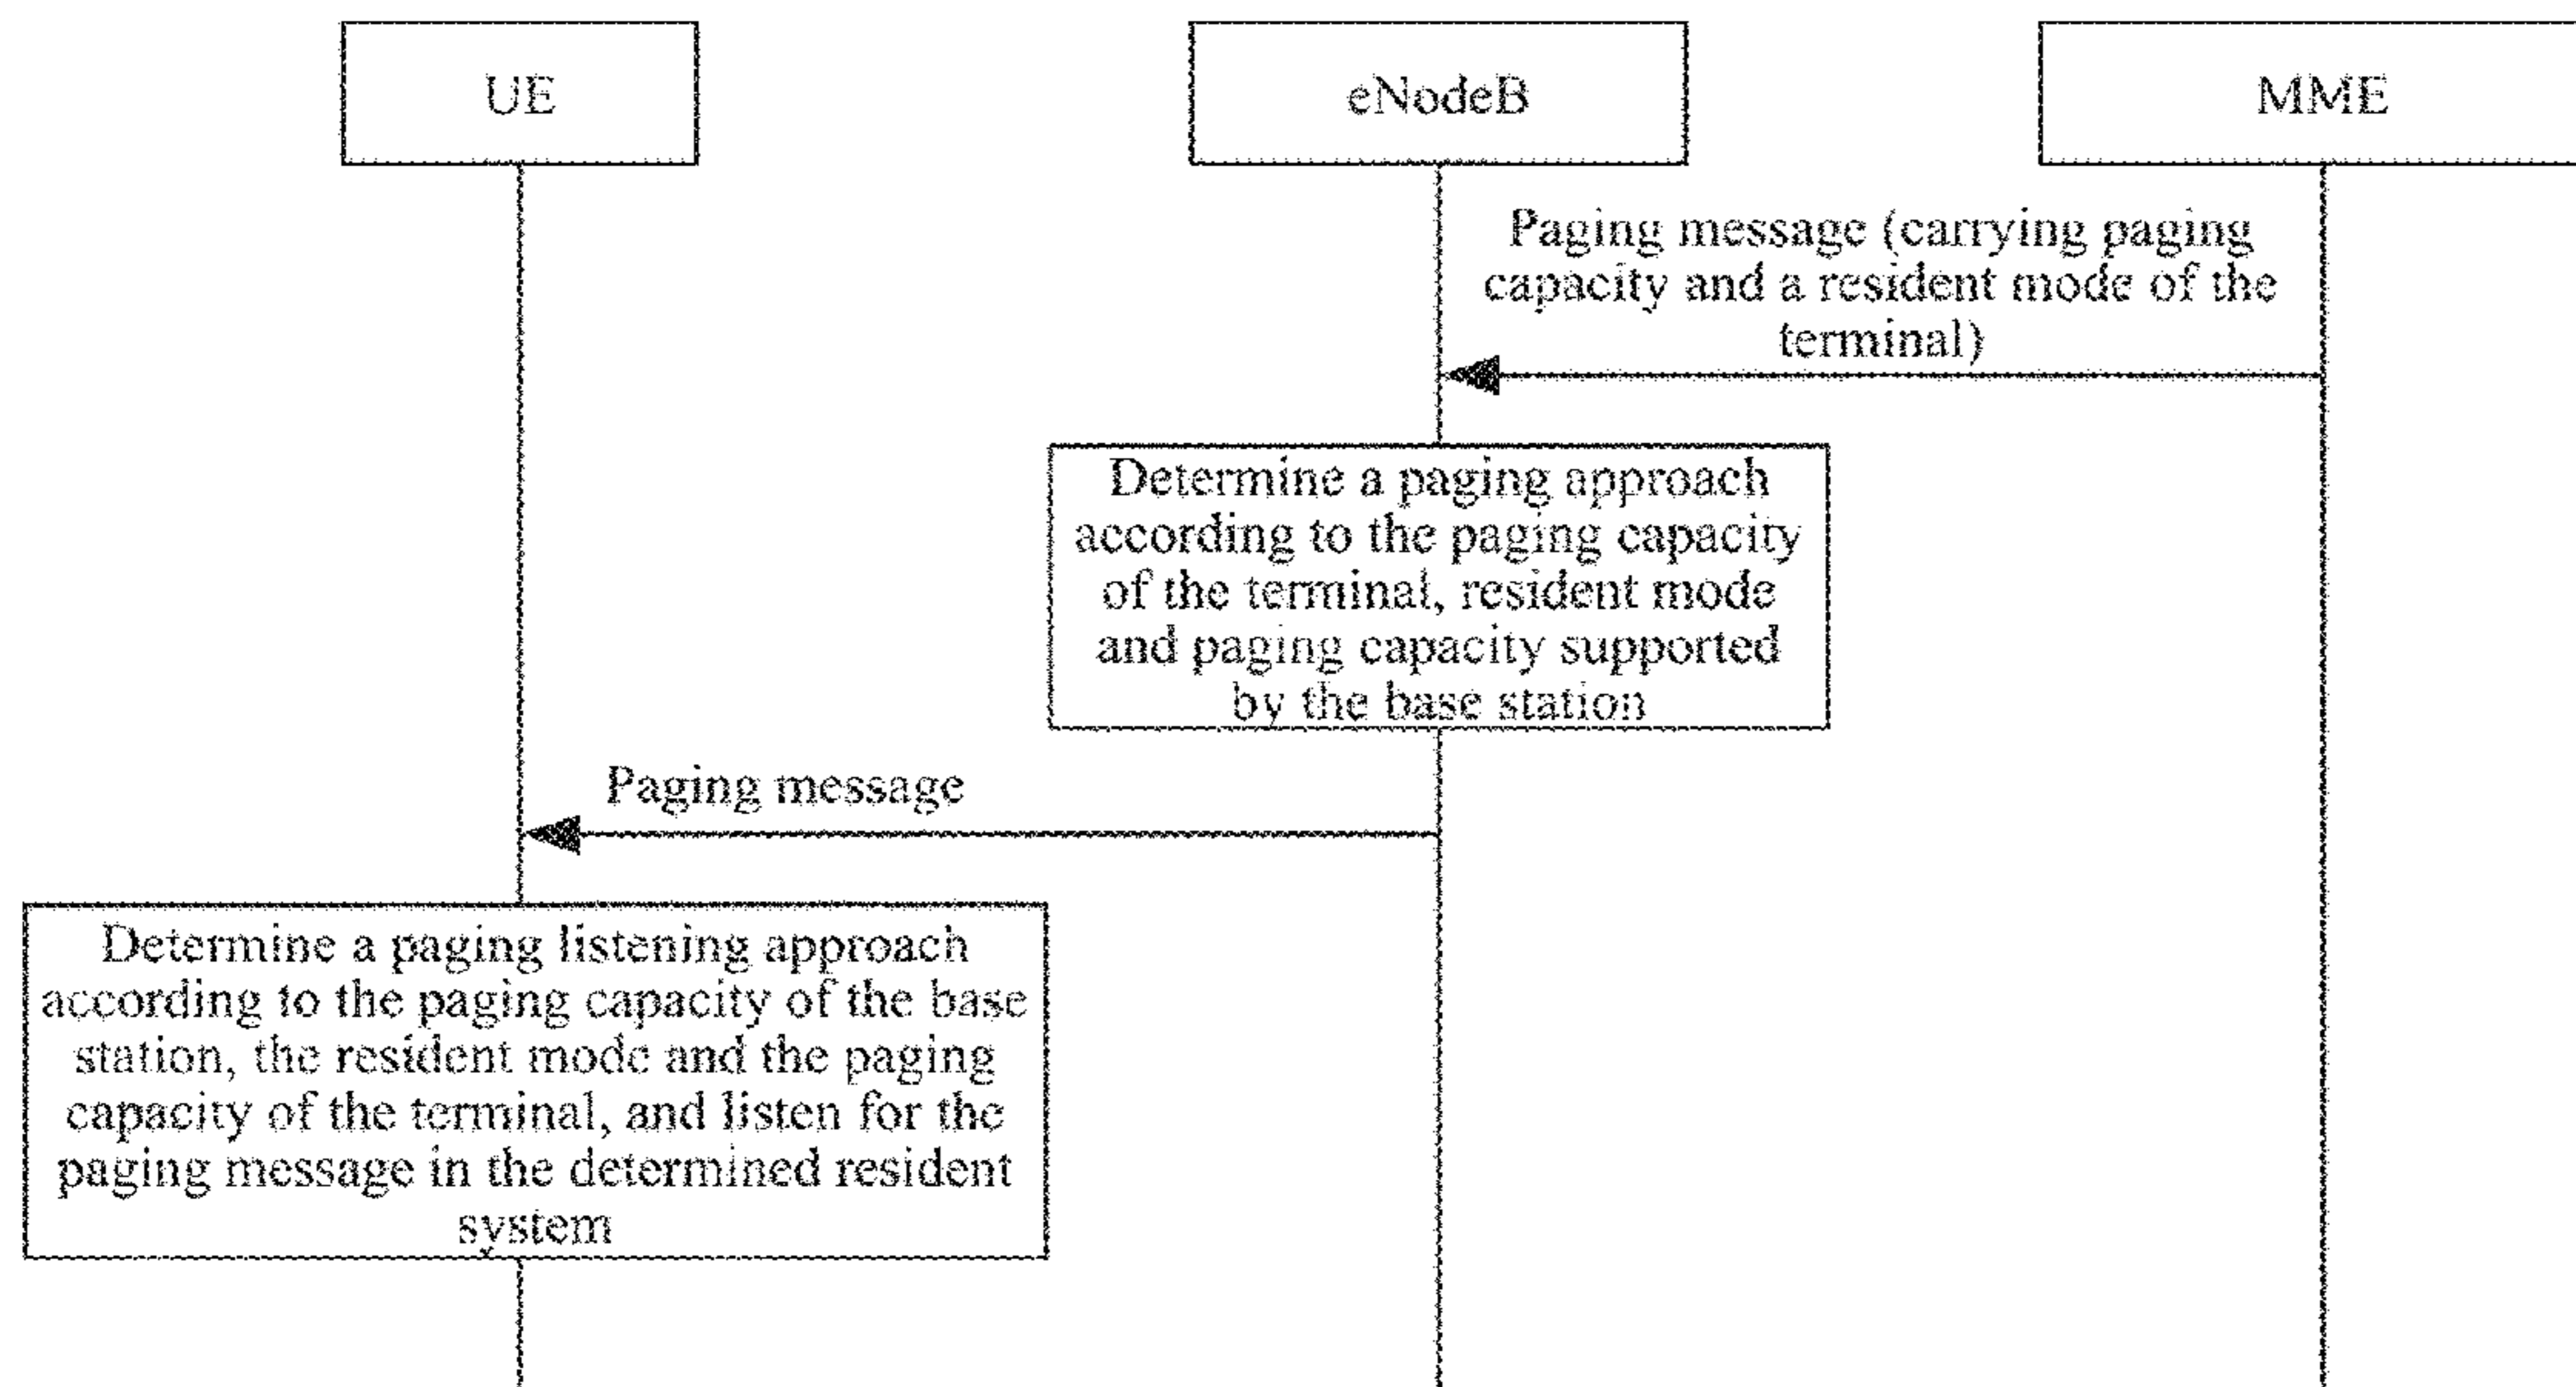 UE
eNodeB
MME
Paging message (carrying paging
capacity and a resident mode of the
terminal)
Determine a paging approach
according to the paging capacity
of the terminal, resident mode
and paging capacity supported
by the base station
Paging message
Determine a paging listening approach
according to the paging capacity of the base
station, the resident mode and the paging
capacity of the terminal, and listen for the
paging message in the determined resident
system